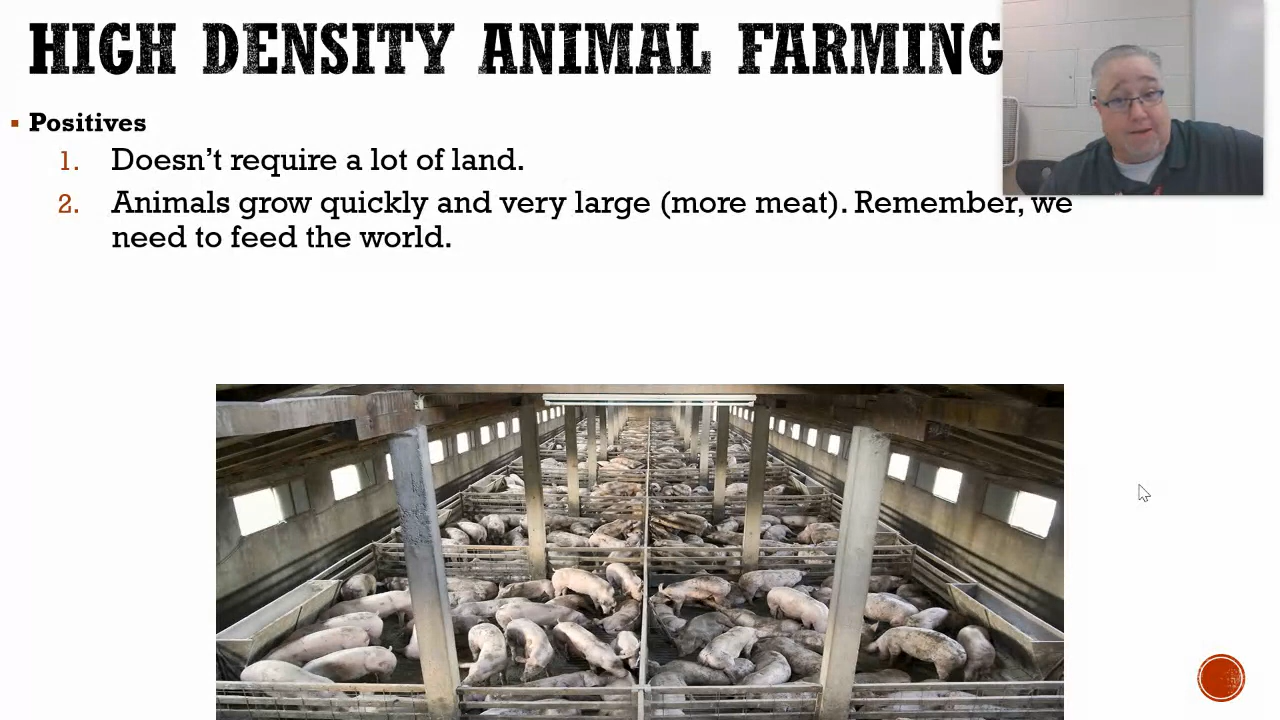 HIGH DENSITY ANIMAL FARMING
▪ Positives
1. Doesn't require a lot of land.
2. Animals grow quickly and very large (more meat). Remember, we
need to feed the world.